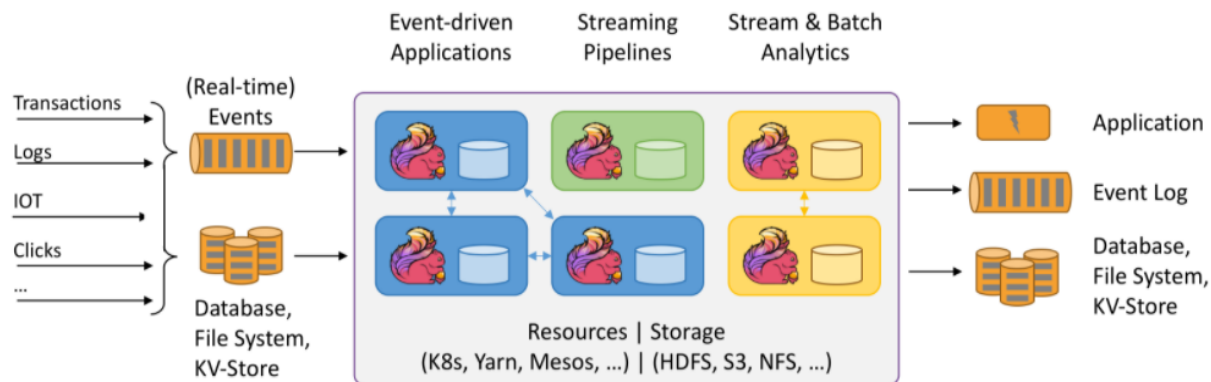 Event-driven
Applications
Streaming
Pipelines
Stream & Batch
Analytics
Transactions
Logs
IOT
Clicks
...
(Real-time)
Events
Database,
File System,
KV-Store
Resources | Storage
(K8s, Yarn, Mesos, ...) | (HDFS, S3, NFS, ...)
Application
Event Log
Database,
File System,
KV-Store